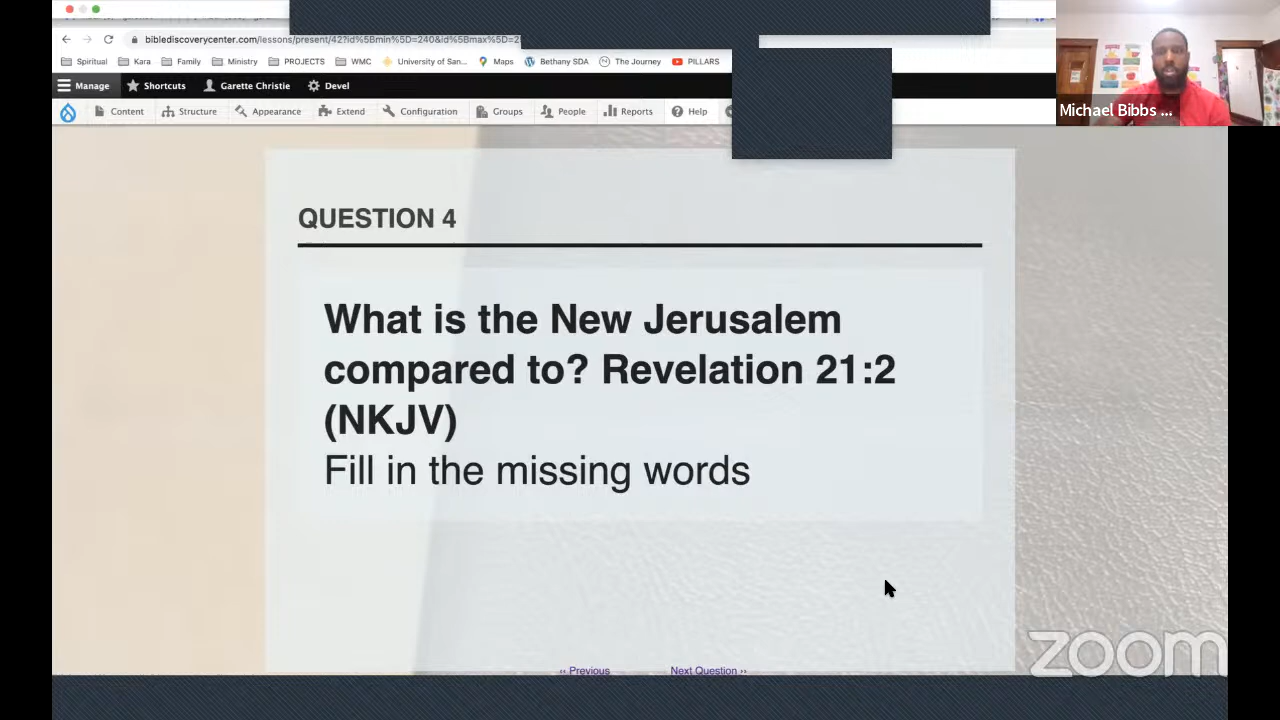 biblediscoverycenter.com/lessons/present/42?id%5Bmin%5D=240&id%5Bmax%5D=2
Spiritual Kara Family Ministry PROJECTS WMC University of San... Maps Bethany SDA The Journey PILLARS
Manage Shortcuts Garette Christie Devel
Content Structure Appearance Extend Configuration Groups People Reports Help
Michael Bibbs ...
QUESTION 4
What is the New Jerusalem
compared to? Revelation 21:2
(NKJV)
Fill in the missing words
‹‹ Previous Next Question ››
zoom